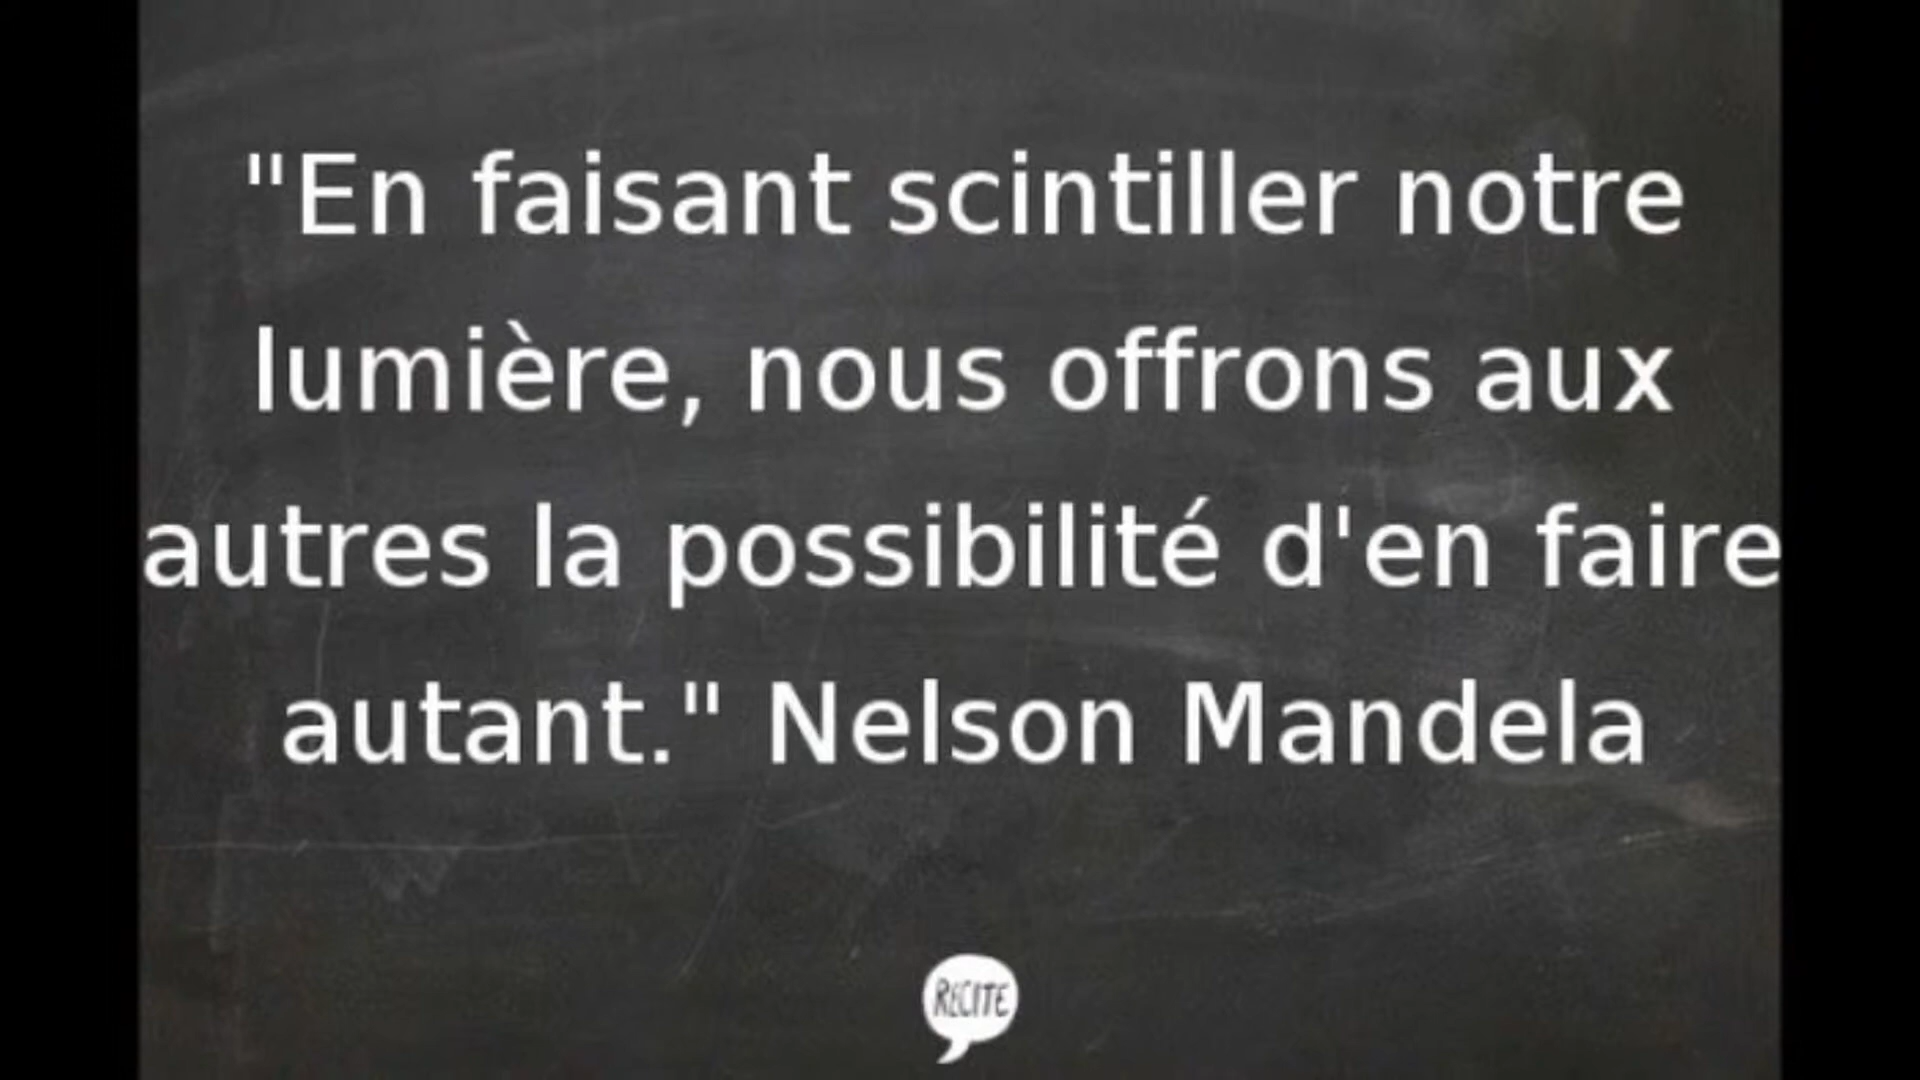 "En faisant scintiller notre
lumière, nous offrons aux
autres la possibilité d'en faire
autant." Nelson Mandela
RECITE